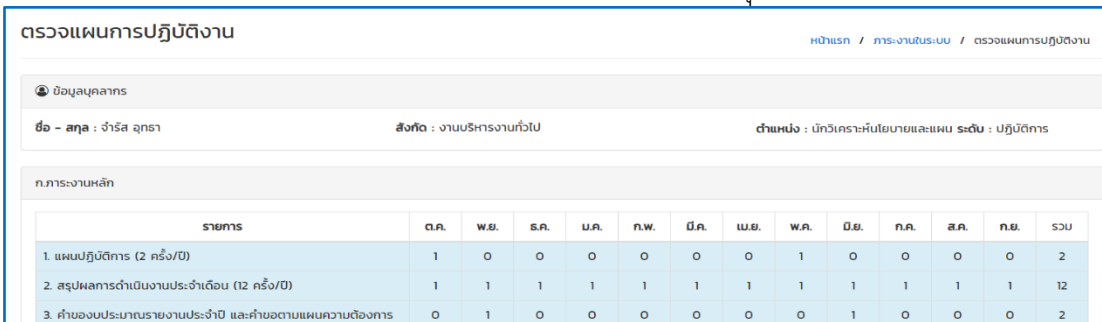 ตรวจแผนการปฏิบัติงาน
หน้าแรก / ภาระงานในระบบ / ตรวจแผนการปฏิบัติงาน
ข้อมูลบุคลากร
ชื่อ - สกุล : จำรัส อุทธา สังกัด : งานบริหารงานทั่วไป ตำแหน่ง : นักวิเคราะห์นโยบายและแผน ระดับ : ปฏิบัติการ
ก.ภาระงานหลัก
รายการ ต.ค. พ.ย. ธ.ค. ม.ค. ก.พ. มี.ค. เม.ย. พ.ค. มิ.ย. ก.ค. ส.ค. ก.ย. รวม
1. แผนปฏิบัติการ (2 ครั้ง/ปี) 1 0 0 0 0 0 0 1 0 0 0 0 2
2. สรุปผลการดำเนินงานประจำเดือน (12 ครั้ง/ปี) 1 1 1 1 1 1 1 1 1 1 1 1 12
3. คำของบประมาณรายงานประจำปี และคำขอตามแผนความต้องการ 0 1 0 0 0 0 0 0 1 0 0 0 2